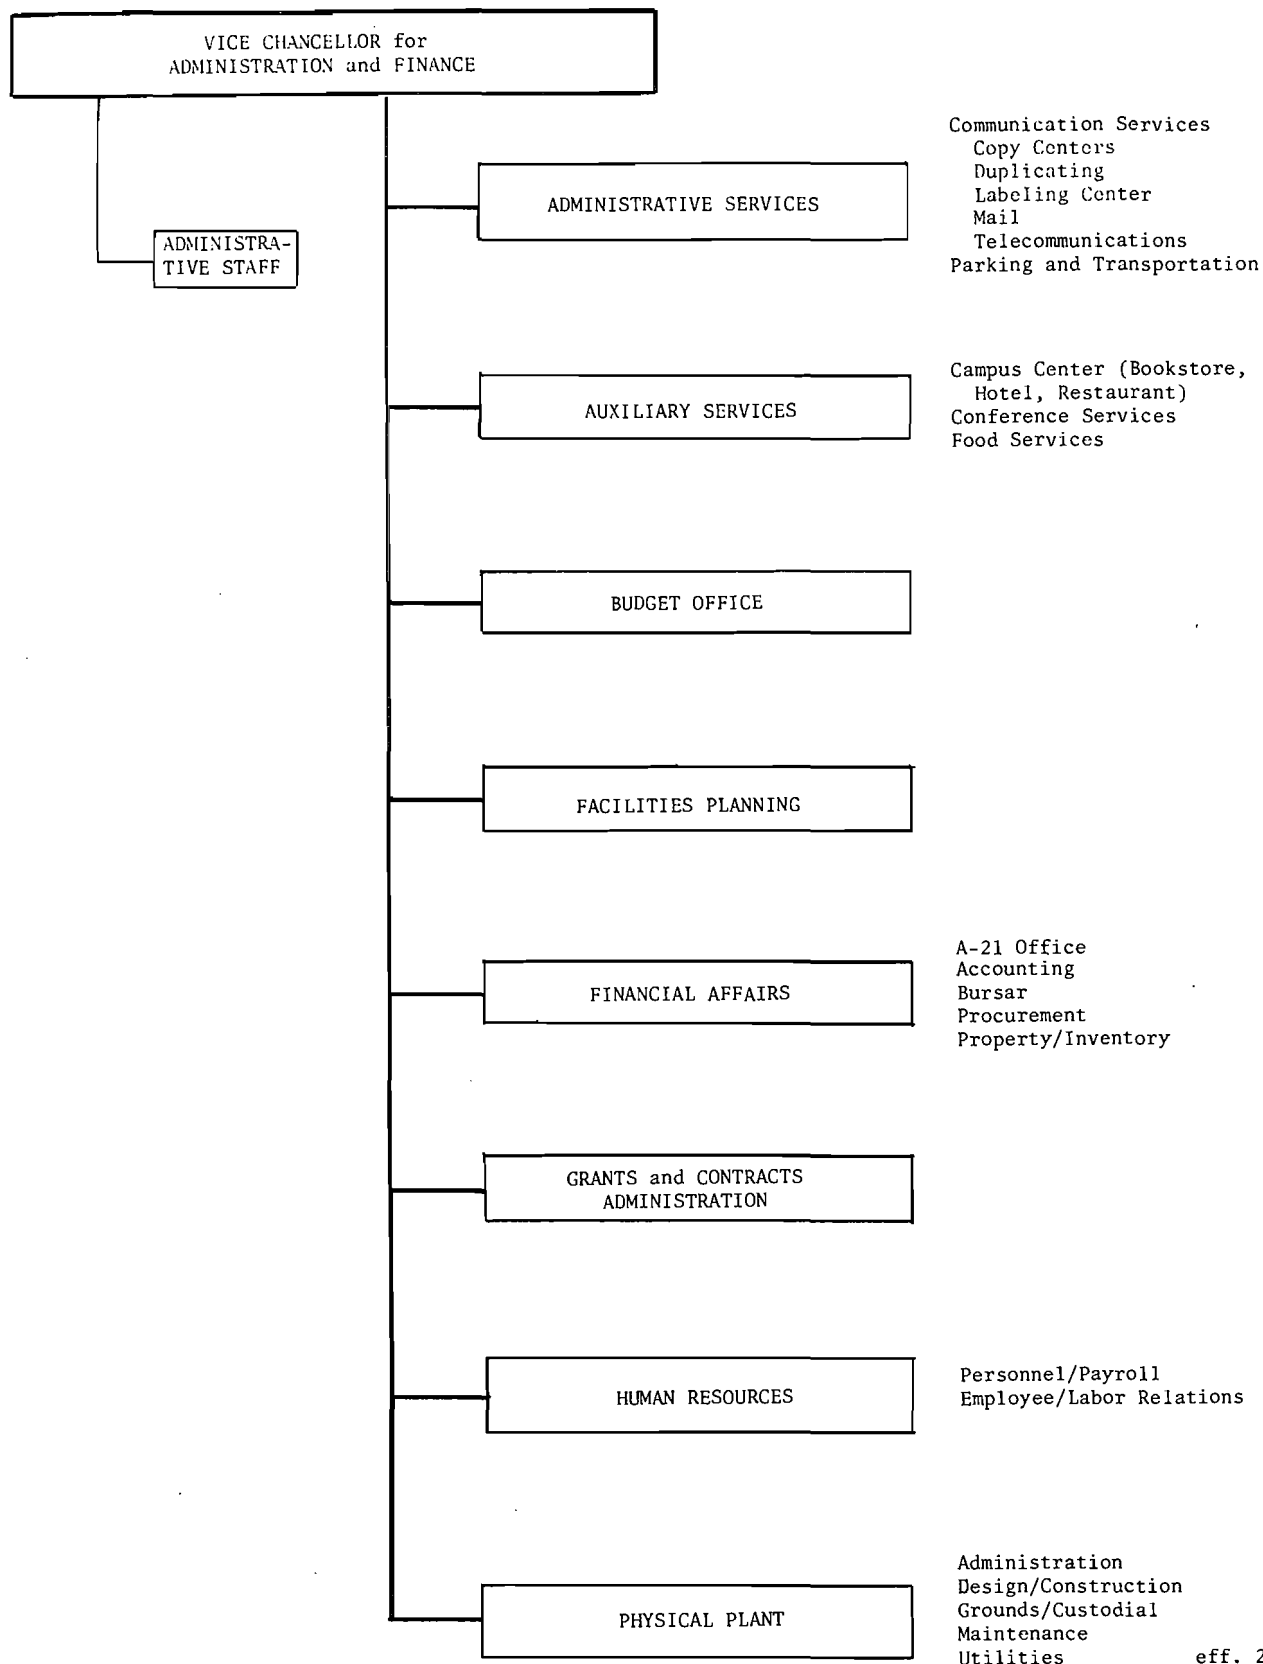 VICE CHANCELLOR for
ADMINISTRATION and FINANCE
ADMINISTRA-
TIVE STAFF
ADMINISTRATIVE SERVICES
Communication Services
Copy Centers
Duplicating
Labeling Center
Mail
Telecommunications
Parking and Transportation
AUXILIARY SERVICES
Campus Center (Bookstore,
Hotel, Restaurant)
Conference Services
Food Services
BUDGET OFFICE
FACILITIES PLANNING
FINANCIAL AFFAIRS
A-21 Office
Accounting
Bursar
Procurement
Property/Inventory
GRANTS and CONTRACTS
ADMINISTRATION
HUMAN RESOURCES
Personnel/Payroll
Employee/Labor Relations
PHYSICAL PLANT
Administration
Design/Construction
Grounds/Custodial
Maintenance
Utilities eff. 2